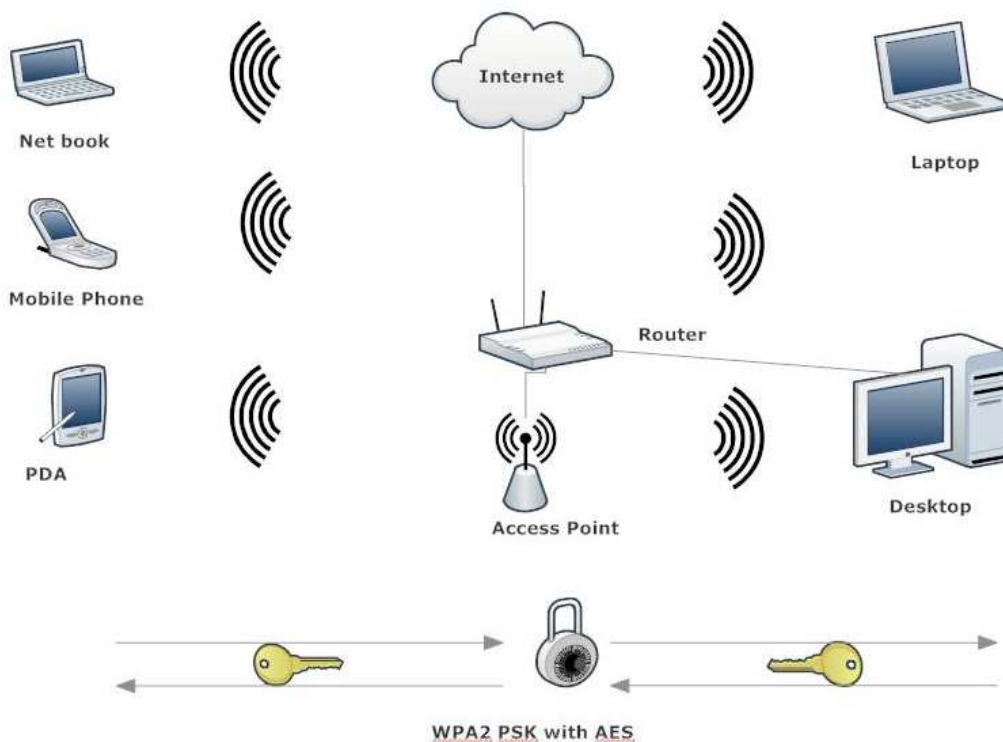 Internet
Net book
Laptop
Mobile Phone
Router
PDA
Desktop
Access Point
WPA2 PSK with AES